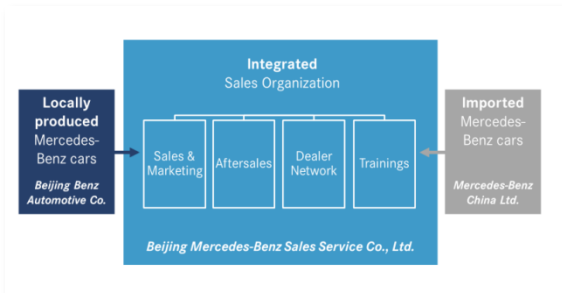 Integrated
Sales Organization
Locally
produced
Mercedes-
Benz cars
Beijing Benz
Automotive Co.
Sales &
Marketing
Aftersales
Dealer
Network
Trainings
Imported
Mercedes-
Benz cars
Mercedes-Benz
China Ltd.
Beijing Mercedes-Benz Sales Service Co., Ltd.